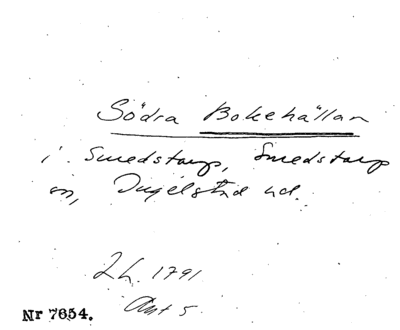 Södra Bokehällan
i Smedstorp, Smedstorp
sn, Ingelstad hd.
LL. 1791
Akt 5
Nr 7654.